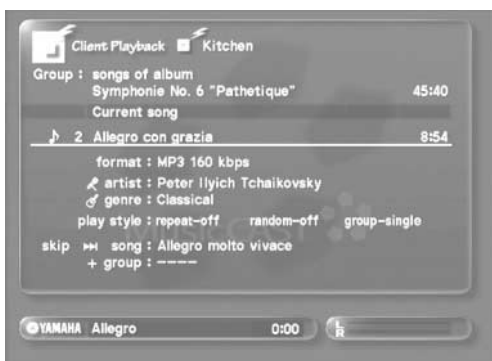 Client Playback Kitchen
Group : songs of album
Symphonie No. 6 "Pathetique" 45:40
Current song
2 Allegro con grazia 8:54
format : MP3 160 kbps
artist : Peter Ilyich Tchaikovsky
genre : Classical
play style : repeat-off random-off group-single
MUSICCAST
skip song : Allegro molto vivace
+ group : ----
YAMAHA Allegro 0:00 L
R